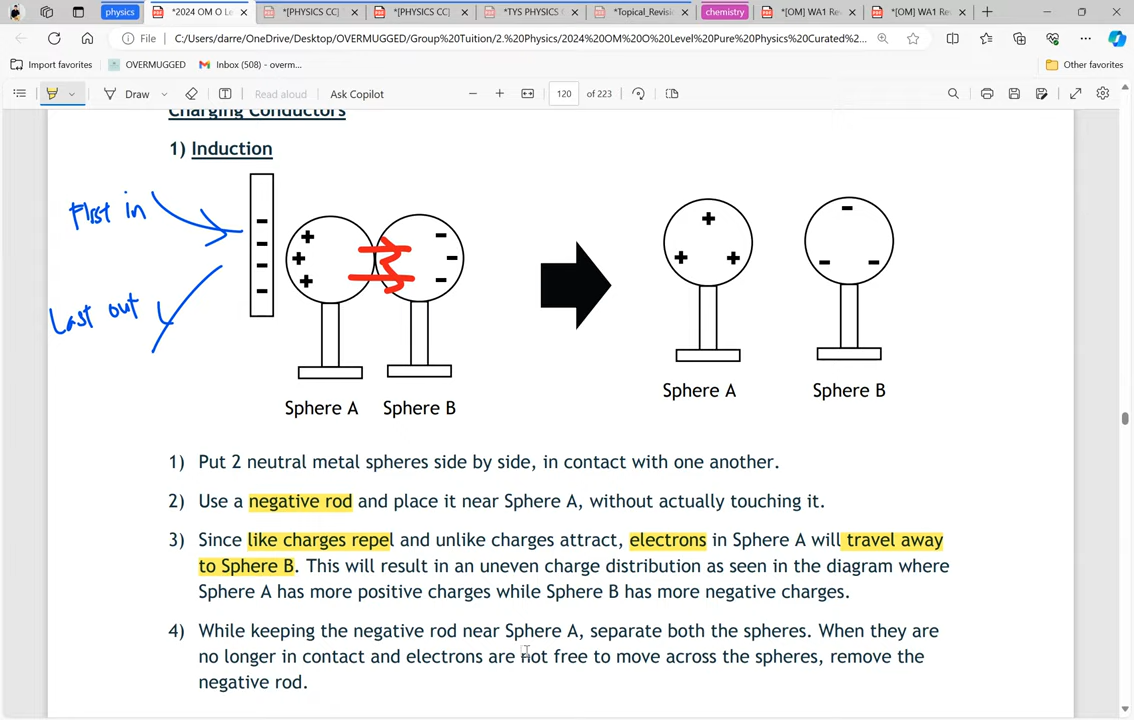 physics
*2024 OM O Le
*[PHYSICS CC]
*[PHYSICS CC]
*TYS PHYSICS
*Topical_Revisi
chemistry
*[OM] WA1 Re
*[OM] WA1 Re
File
C:/Users/darre/OneDrive/Desktop/OVERMUGGED/Group%20Tuition/2.%20Physics/2024%20OM%20O%20Level%20Pure%20Physics%20Curated%2...
Import favorites
OVERMUGGED
Inbox (508) - overm...
Other favorites
Draw
Read aloud
Ask Copilot
120
of 223
Charging Conductors
1) Induction
First in
Last out
Sphere A
Sphere B
Sphere A
Sphere B
1) Put 2 neutral metal spheres side by side, in contact with one another.
2) Use a negative rod and place it near Sphere A, without actually touching it.
3) Since like charges repel and unlike charges attract, electrons in Sphere A will travel away
to Sphere B. This will result in an uneven charge distribution as seen in the diagram where
Sphere A has more positive charges while Sphere B has more negative charges.
4) While keeping the negative rod near Sphere A, separate both the spheres. When they are
no longer in contact and electrons are not free to move across the spheres, remove the
negative rod.